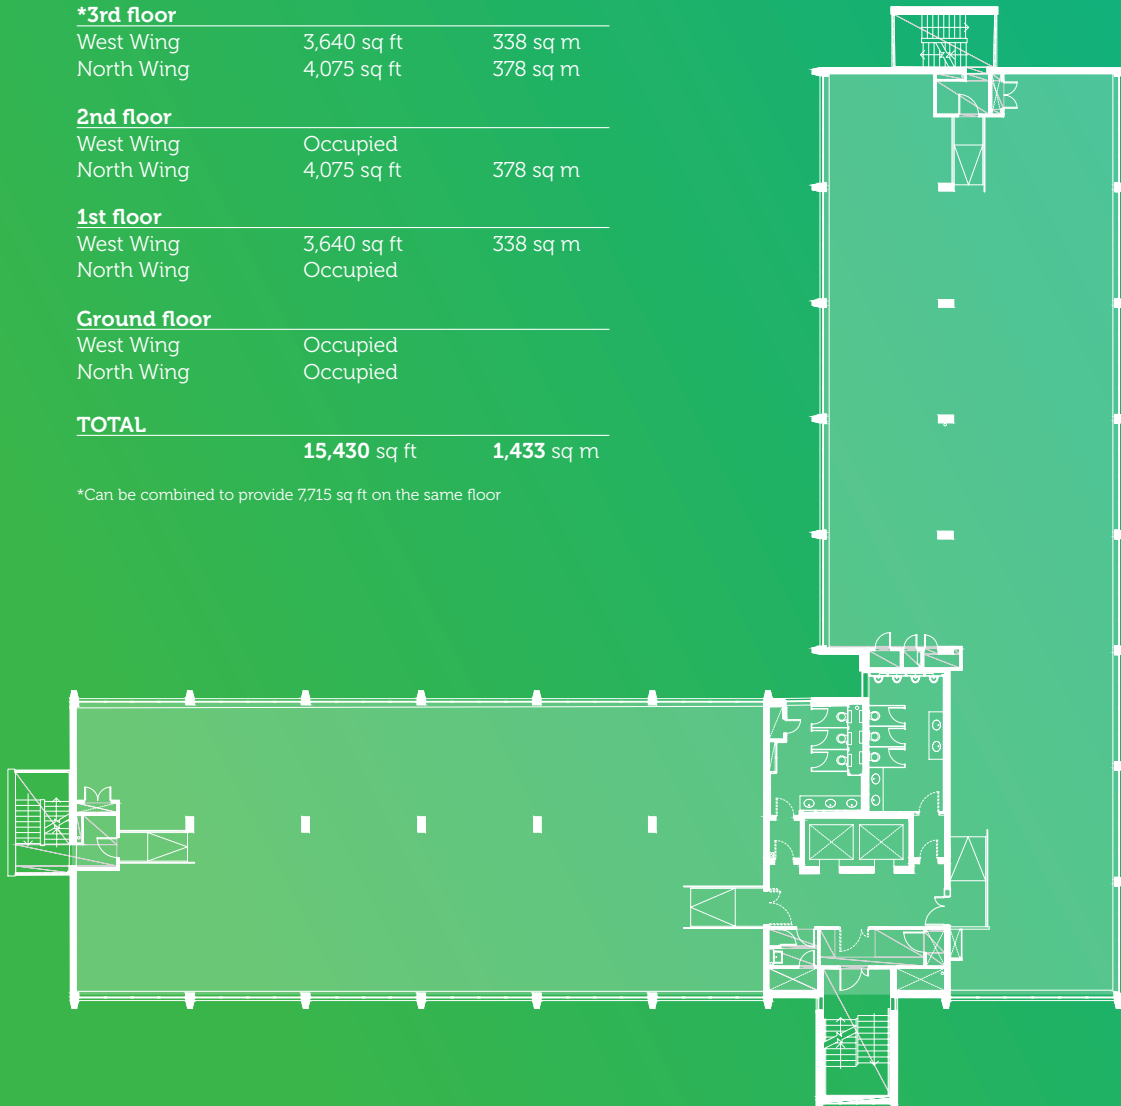 *3rd floor
West Wing 3,640 sq ft 338 sq m
North Wing 4,075 sq ft 378 sq m
2nd floor
West Wing Occupied
North Wing 4,075 sq ft 378 sq m
1st floor
West Wing 3,640 sq ft 338 sq m
North Wing Occupied
Ground floor
West Wing Occupied
North Wing Occupied
TOTAL
15,430 sq ft 1,433 sq m
*Can be combined to provide 7,715 sq ft on the same floor